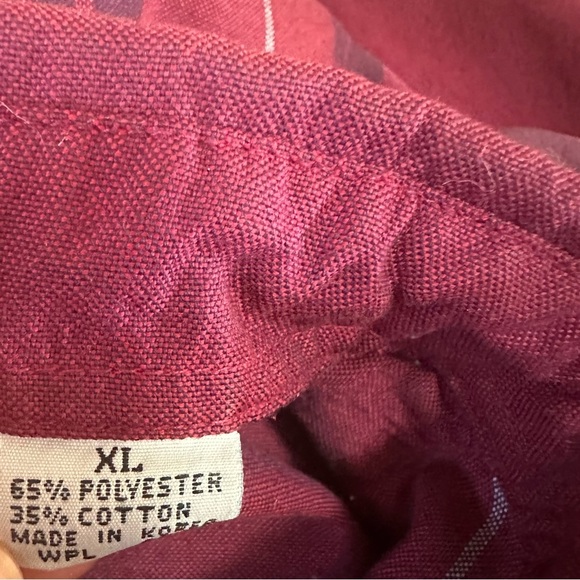 XL
65% POLYESTER
35% COTTON
MADE IN KOREA
WPL